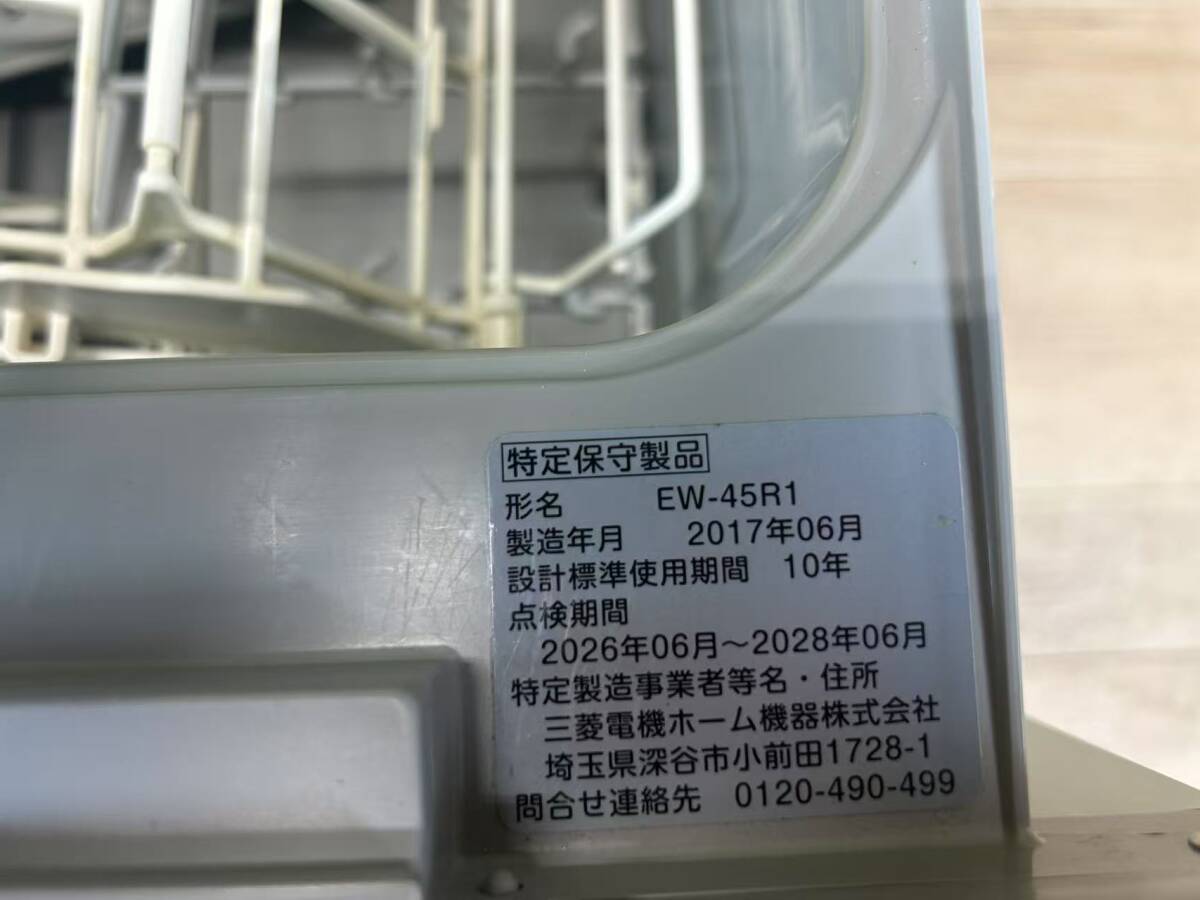 特定保守製品
形名 EW-45R1
製造年月 2017年06月
設計標準使用期間 10年
点検期間
2026年06月～2028年06月
特定製造事業者等名・住所
三菱電機ホーム機器株式会社
埼玉県深谷市小前田1728-1
問合せ連絡先 0120-490-499